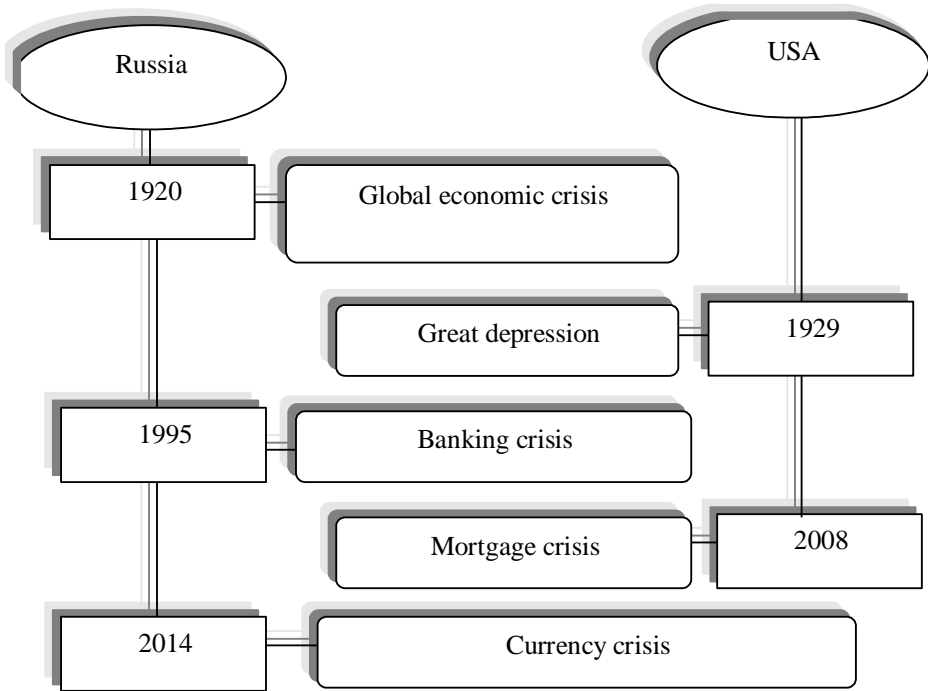 Russia
USA
1920
Global economic crisis
Great depression
1929
1995
Banking crisis
Mortgage crisis
2008
2014
Currency crisis